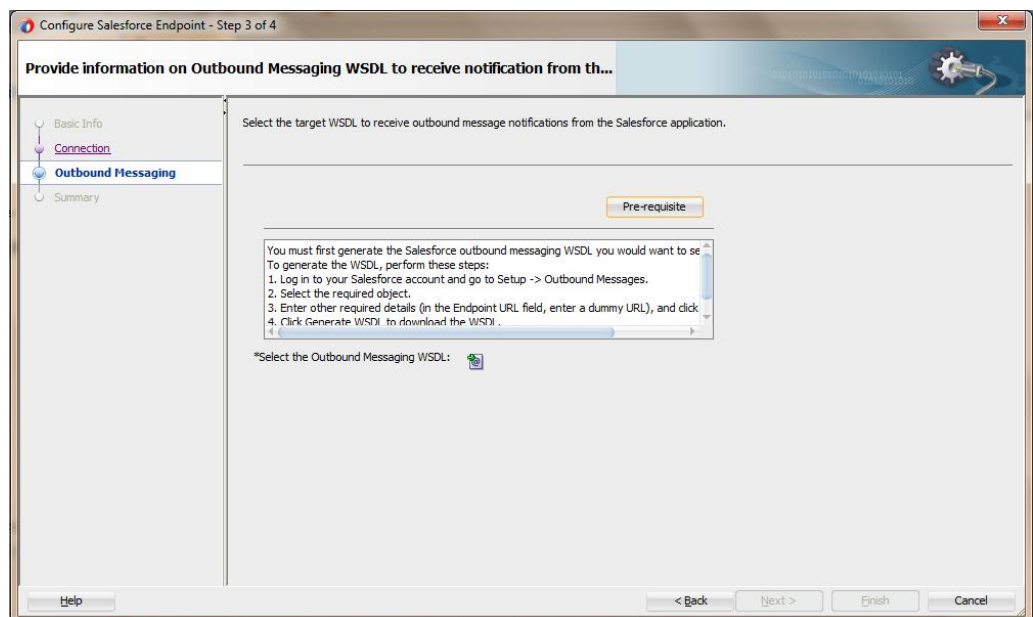 Configure Salesforce Endpoint - Step 3 of 4
Provide information on Outbound Messaging WSDL to receive notification from th...
Basic Info
Connection
Outbound Messaging
Summary
Select the target WSDL to receive outbound message notifications from the Salesforce application.
Pre-requisite
You must first generate the Salesforce outbound messaging WSDL you would want to se
To generate the WSDL, perform these steps:
1. Log in to your Salesforce account and go to Setup -> Outbound Messages.
2. Select the required object.
3. Enter other required details (in the Endpoint URL field, enter a dummy URL), and click
4. Click Generate WSDL to download the WSDL.
*Select the Outbound Messaging WSDL:
Help
< Back
Next >
Finish
Cancel